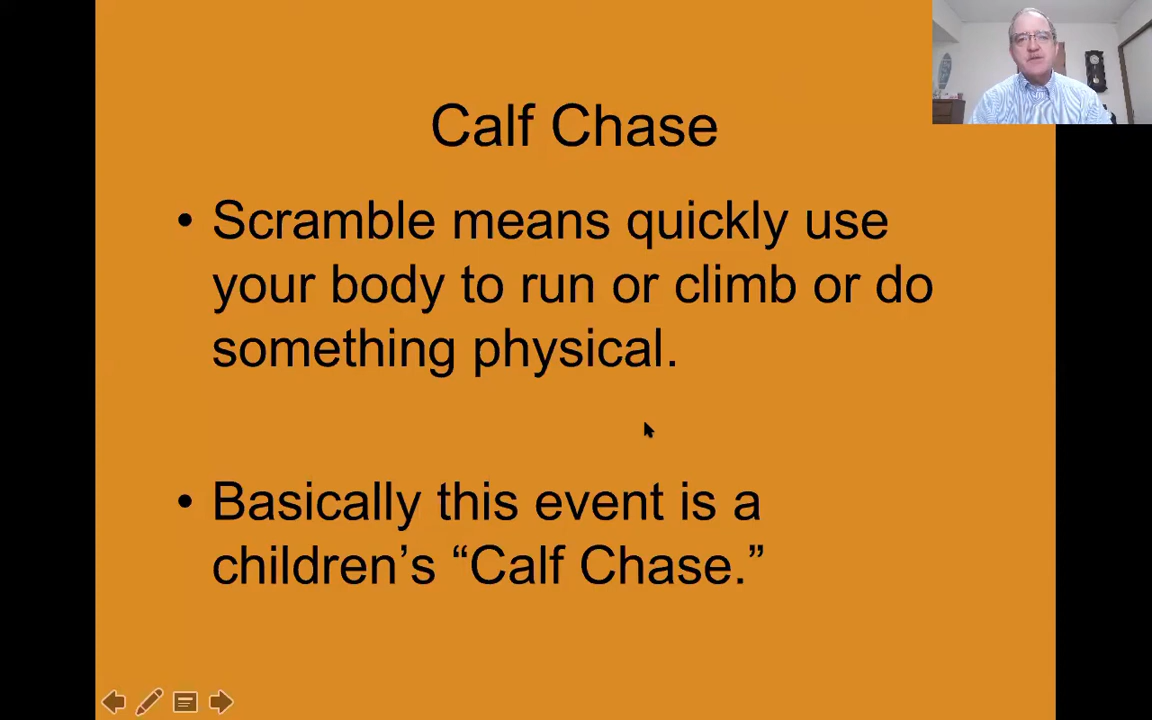 Calf Chase
• Scramble means quickly use
your body to run or climb or do
something physical.
• Basically this event is a
children’s “Calf Chase.”